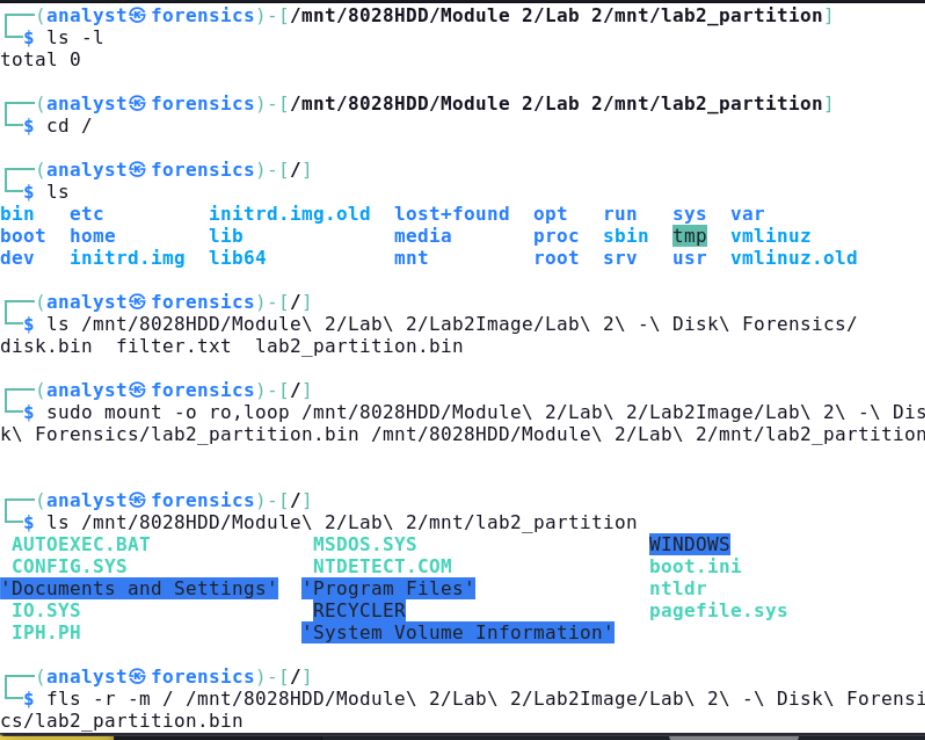 ┌──(analyst㉿forensics)-[/mnt/8028HDD/Module 2/Lab 2/mnt/lab2_partition]
└─$ ls -l
total 0
┌──(analyst㉿forensics)-[/mnt/8028HDD/Module 2/Lab 2/mnt/lab2_partition]
└─$ cd /
┌──(analyst㉿forensics)-[/]
└─$ ls
bin   etc         initrd.img.old  lost+found  opt   run   sys  var
boot  home        lib             media       proc  sbin  tmp  vmlinuz
dev   initrd.img  lib64           mnt         root  srv   usr  vmlinuz.old
┌──(analyst㉿forensics)-[/]
└─$ ls /mnt/8028HDD/Module\ 2/Lab\ 2/Lab2Image/Lab\ 2\ -\ Disk\ Forensics/
disk.bin  filter.txt  lab2_partition.bin
┌──(analyst㉿forensics)-[/]
└─$ sudo mount -o ro,loop /mnt/8028HDD/Module\ 2/Lab\ 2/Lab2Image/Lab\ 2\ -\ Dis
k\ Forensics/lab2_partition.bin /mnt/8028HDD/Module\ 2/Lab\ 2/mnt/lab2_partition
┌──(analyst㉿forensics)-[/]
└─$ ls /mnt/8028HDD/Module\ 2/Lab\ 2/mnt/lab2_partition
 AUTOEXEC.BAT              MSDOS.SYS                   WINDOWS
 CONFIG.SYS                NTDETECT.COM                boot.ini
'Documents and Settings'  'Program Files'              ntldr
 IO.SYS                    RECYCLER                    pagefile.sys
 IPH.PH                   'System Volume Information'
┌──(analyst㉿forensics)-[/]
└─$ fls -r -m / /mnt/8028HDD/Module\ 2/Lab\ 2/Lab2Image/Lab\ 2\ -\ Disk\ Forensi
cs/lab2_partition.bin